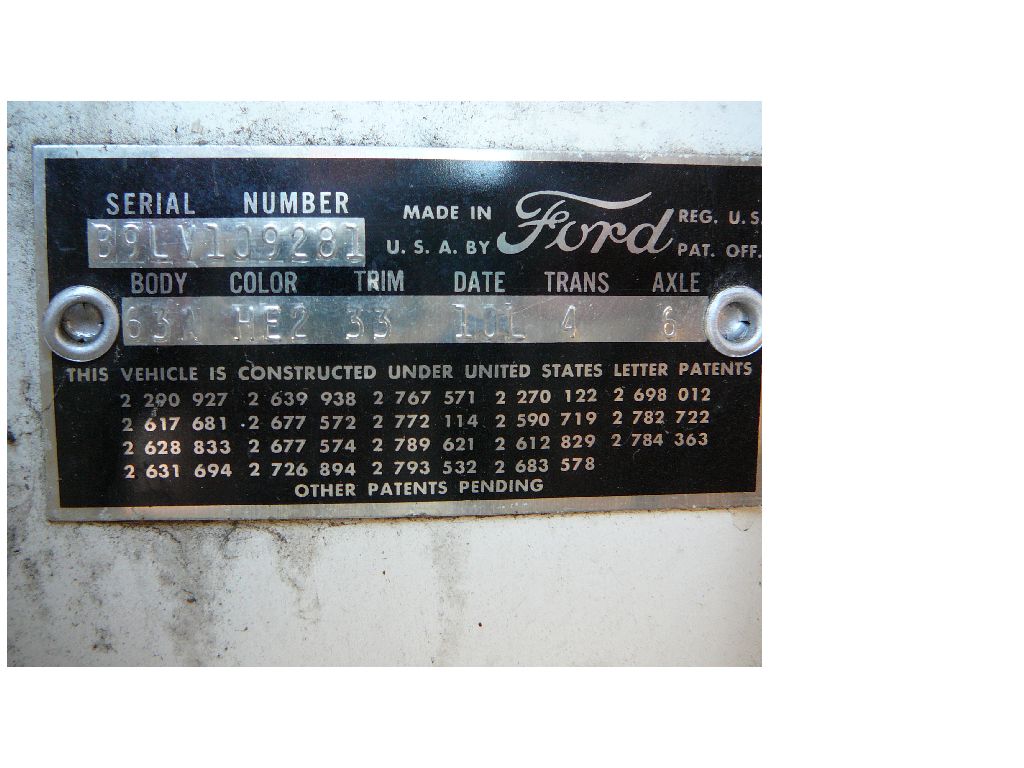 SERIAL NUMBER
B9LV109281
MADE IN
U. S. A. BY
Ford
REG. U. S.
PAT. OFF.
BODY COLOR TRIM DATE TRANS AXLE
63A HE2 33 10L 4 6
THIS VEHICLE IS CONSTRUCTED UNDER UNITED STATES LETTER PATENTS
2 290 927 2 639 938 2 767 571 2 270 122 2 698 012
2 617 681 2 677 572 2 772 114 2 590 719 2 782 722
2 628 833 2 677 574 2 789 621 2 612 829 2 784 363
2 631 694 2 726 894 2 793 532 2 683 578
OTHER PATENTS PENDING